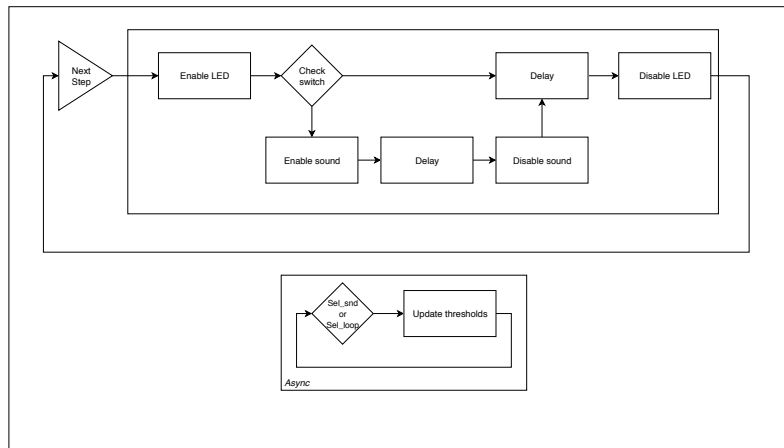 Next
Step
Enable LED
Check
switch
Delay
Disable LED
Enable sound
Delay
Disable sound
Sel_snd
or
Sel_loop
Update thresholds
Async